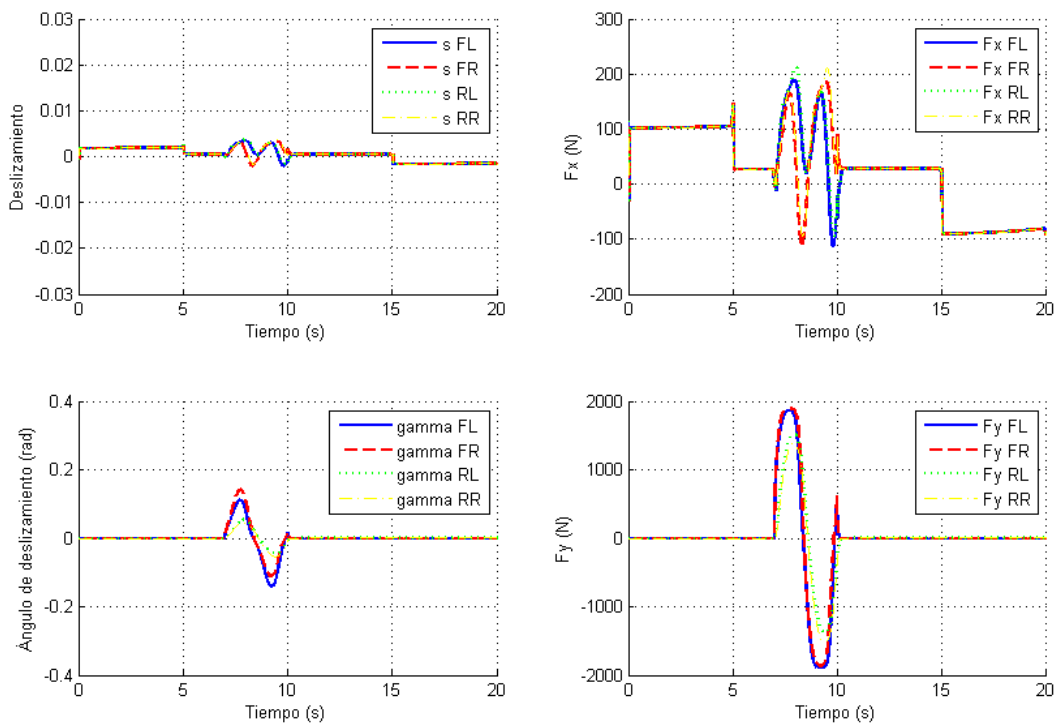 0.03
0.02
0.01
0
-0.01
-0.02
-0.03
Deslizamiento
0 5 10 15 20
Tiempo (s)
s FL
s FR
s RL
s RR
300
200
100
0
-100
-200
Fx (N)
0 5 10 15 20
Tiempo (s)
Fx FL
Fx FR
Fx RL
Fx RR
0.4
0.2
0
-0.2
-0.4
Ángulo de deslizamiento (rad)
0 5 10 15 20
Tiempo (s)
gamma FL
gamma FR
gamma RL
gamma RR
2000
1000
0
-1000
-2000
Fy (N)
0 5 10 15 20
Tiempo (s)
Fy FL
Fy FR
Fy RL
Fy RR